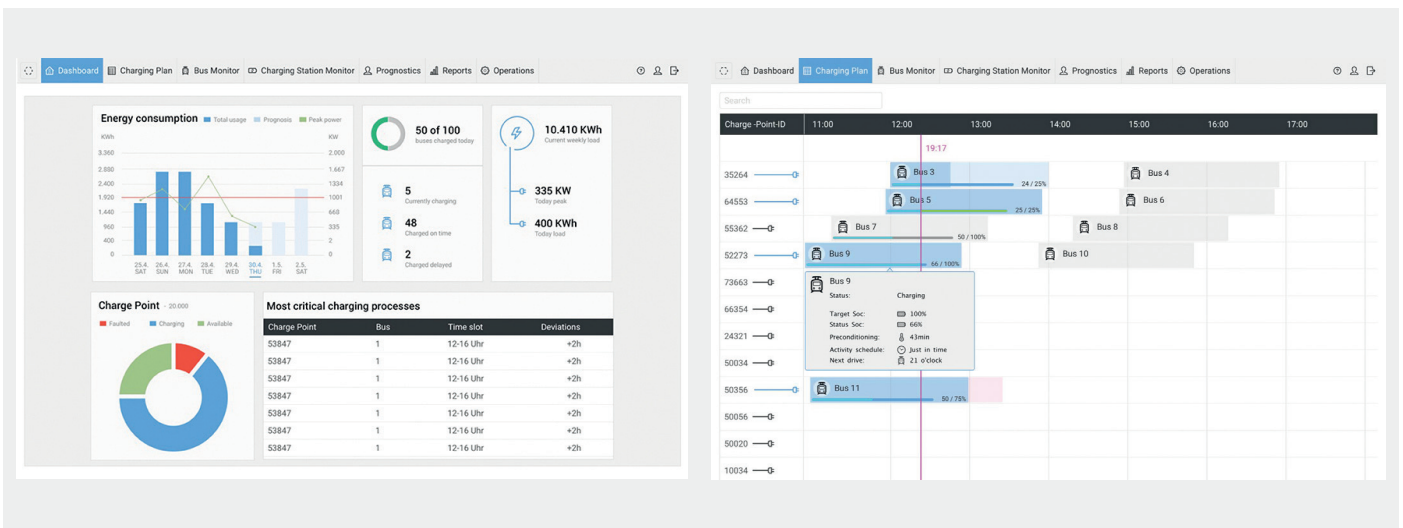 Dashboard Charging Plan Bus Monitor Charging Station Monitor Prognostics Reports Operations
Energy consumption Total usage Prognosis Peak power
KWh KW
3.360 2.000
2.880 1.667
2.400 1334
1.920 1001
1.440 660
960 335
400 2
0 0
25.4. 26.4. 27.4. 28.4. 29.4. 30.4. 1.5. 2.5.
SAT SUN MON TUE WED THU FRI SAT
50 of 100
buses charged today
5
Currently charging
48
Charged on time
2
Charged delayed
10.410 KWh
Current weekly load
335 KW
Today peak
400 KWh
Today load
Charge Point - 20.000
Faulted Charging Available
Most critical charging processes
Charge Point Bus Time slot Deviations
53847 1 12-16 Uhr +2h
53847 1 12-16 Uhr +2h
53847 1 12-16 Uhr +2h
53847 1 12-16 Uhr +2h
53847 1 12-16 Uhr +2h
53847 1 12-16 Uhr +2h
53847 1 12-16 Uhr +2h
Dashboard Charging Plan Bus Monitor Charging Station Monitor Prognostics Reports Operations
Search
Charge -Point-ID 11:00 12:00 13:00 14:00 15:00 16:00 17:00
19:17
35264 Bus 3 24 / 25% Bus 4
64553 Bus 5 25 / 25% Bus 6
55362 Bus 7 50 / 100% Bus 8
52273 Bus 9 66 / 100% Bus 10
73663
66354
24321
50034
Bus 9
Status: Charging
Target Soc: 100%
Status Soc: 66%
Preconditioning: 43min
Activity schedule: Just in time
Next drive: 21 o'clock
50356 Bus 11 50 / 75%
50056
50020
10034